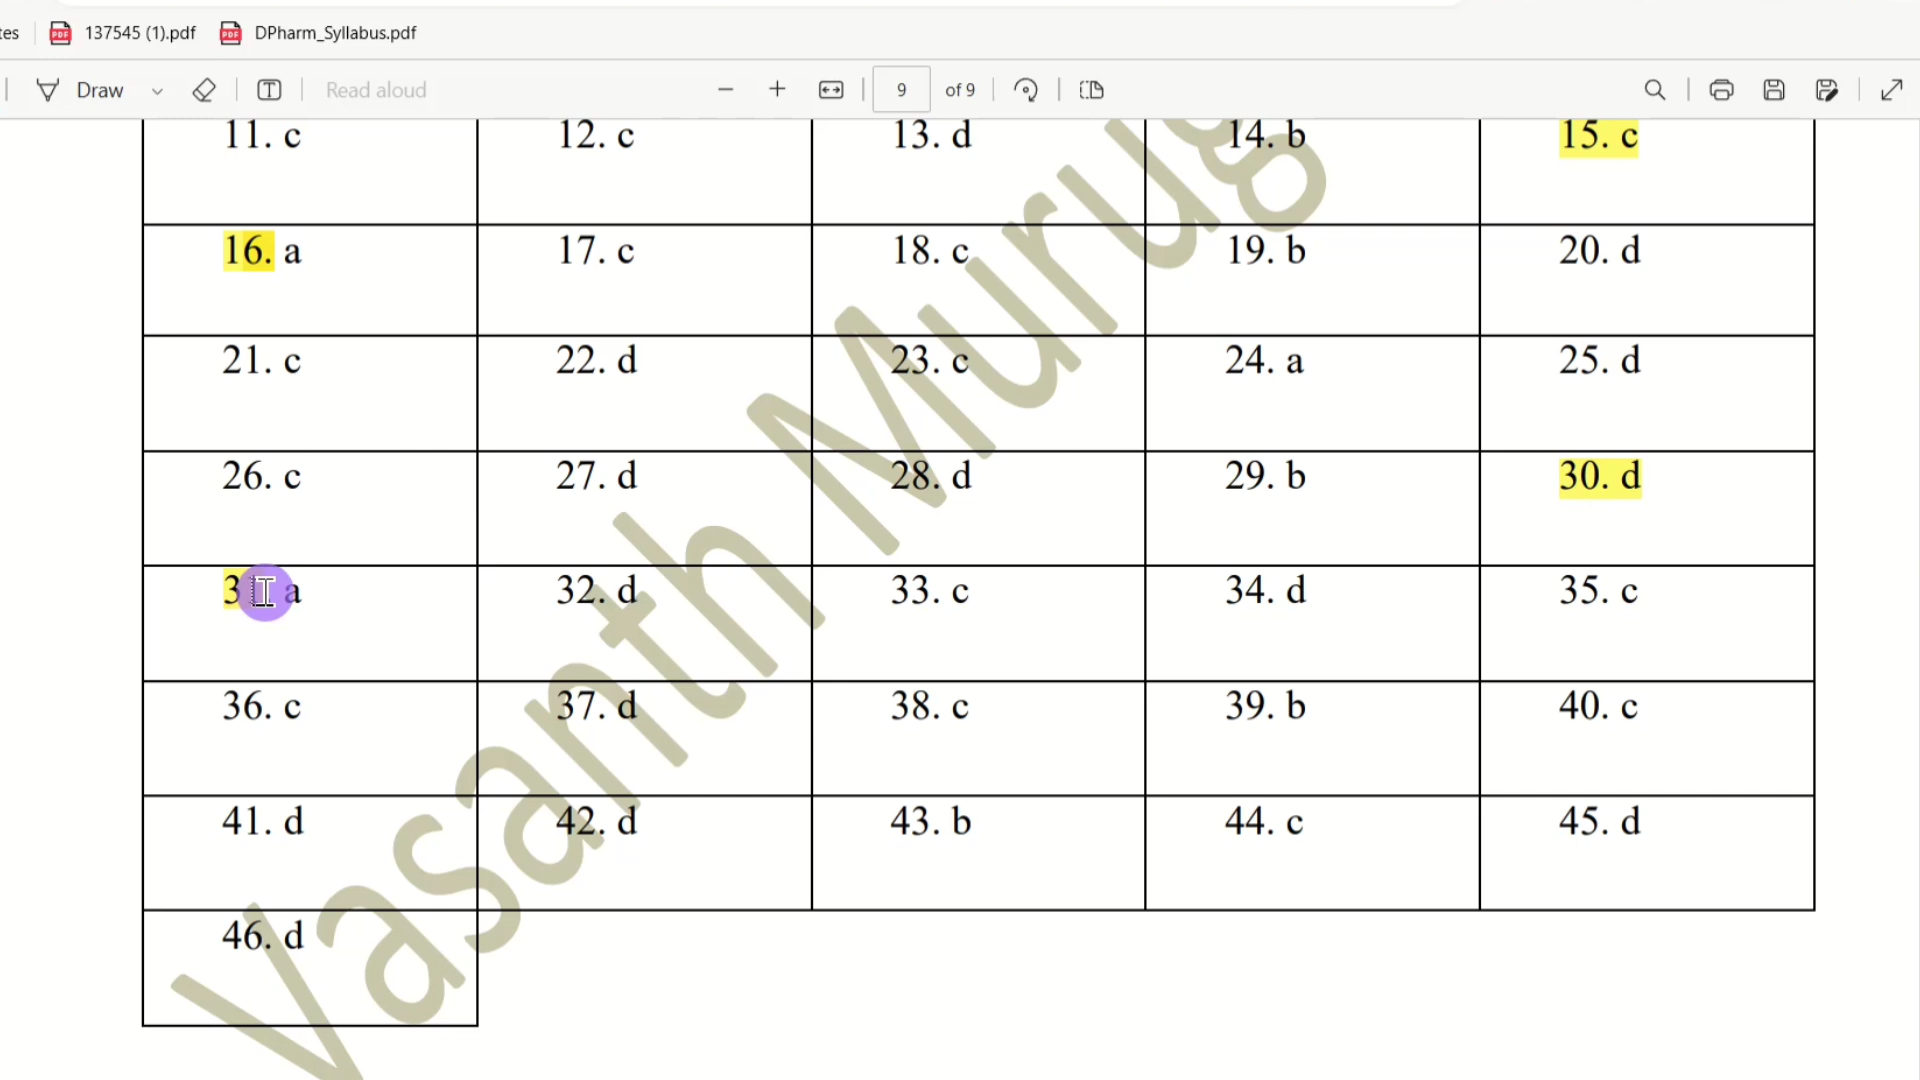 tes 137545 (1).pdf DPharm_Syllabus.pdf
Draw Read aloud 9 of 9
11. c 12. c 13. d 14. b 15. c
16. a 17. c 18. c 19. b 20. d
21. c 22. d 23. c 24. a 25. d
26. c 27. d 28. d 29. b 30. d
3 a 32. d 33. c 34. d 35. c
36. c 37. d 38. c 39. b 40. c
41. d 42. d 43. b 44. c 45. d
46. d
Vasanth Murug